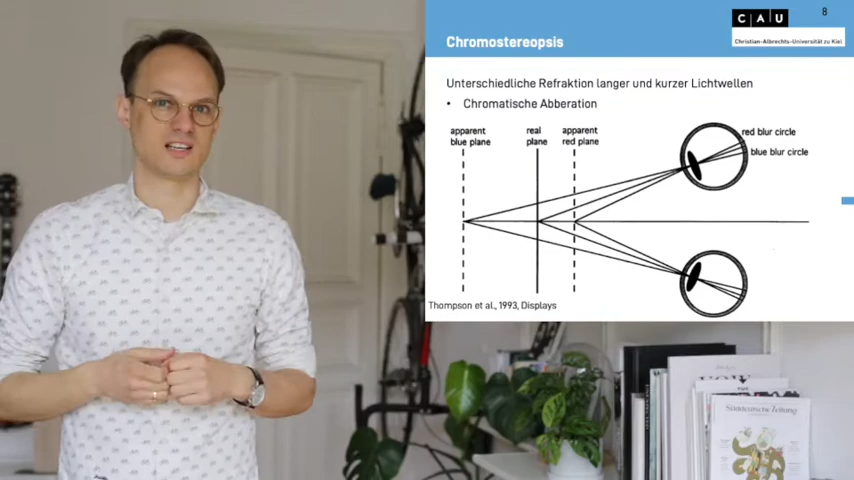 8
C A U
Christian-Albrechts-Universität zu Kiel
Chromostereopsis
Unterschiedliche Refraktion langer und kurzer Lichtwellen
• Chromatische Abberation
apparent
blue plane
real
plane
apparent
red plane
red blur circle
blue blur circle
Thompson et al., 1993, Displays
Süddeutsche Zeitung